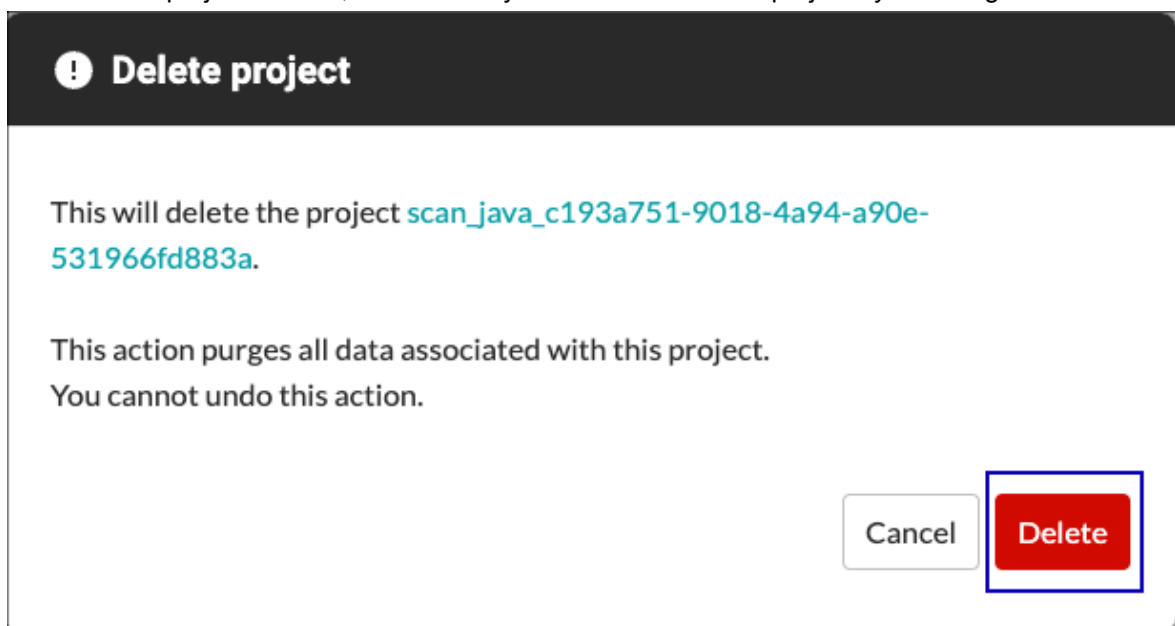 Delete project
This will delete the project scan_java_c193a751-9018-4a94-a90e-
531966fd883a.
This action purges all data associated with this project.
You cannot undo this action.
Cancel Delete